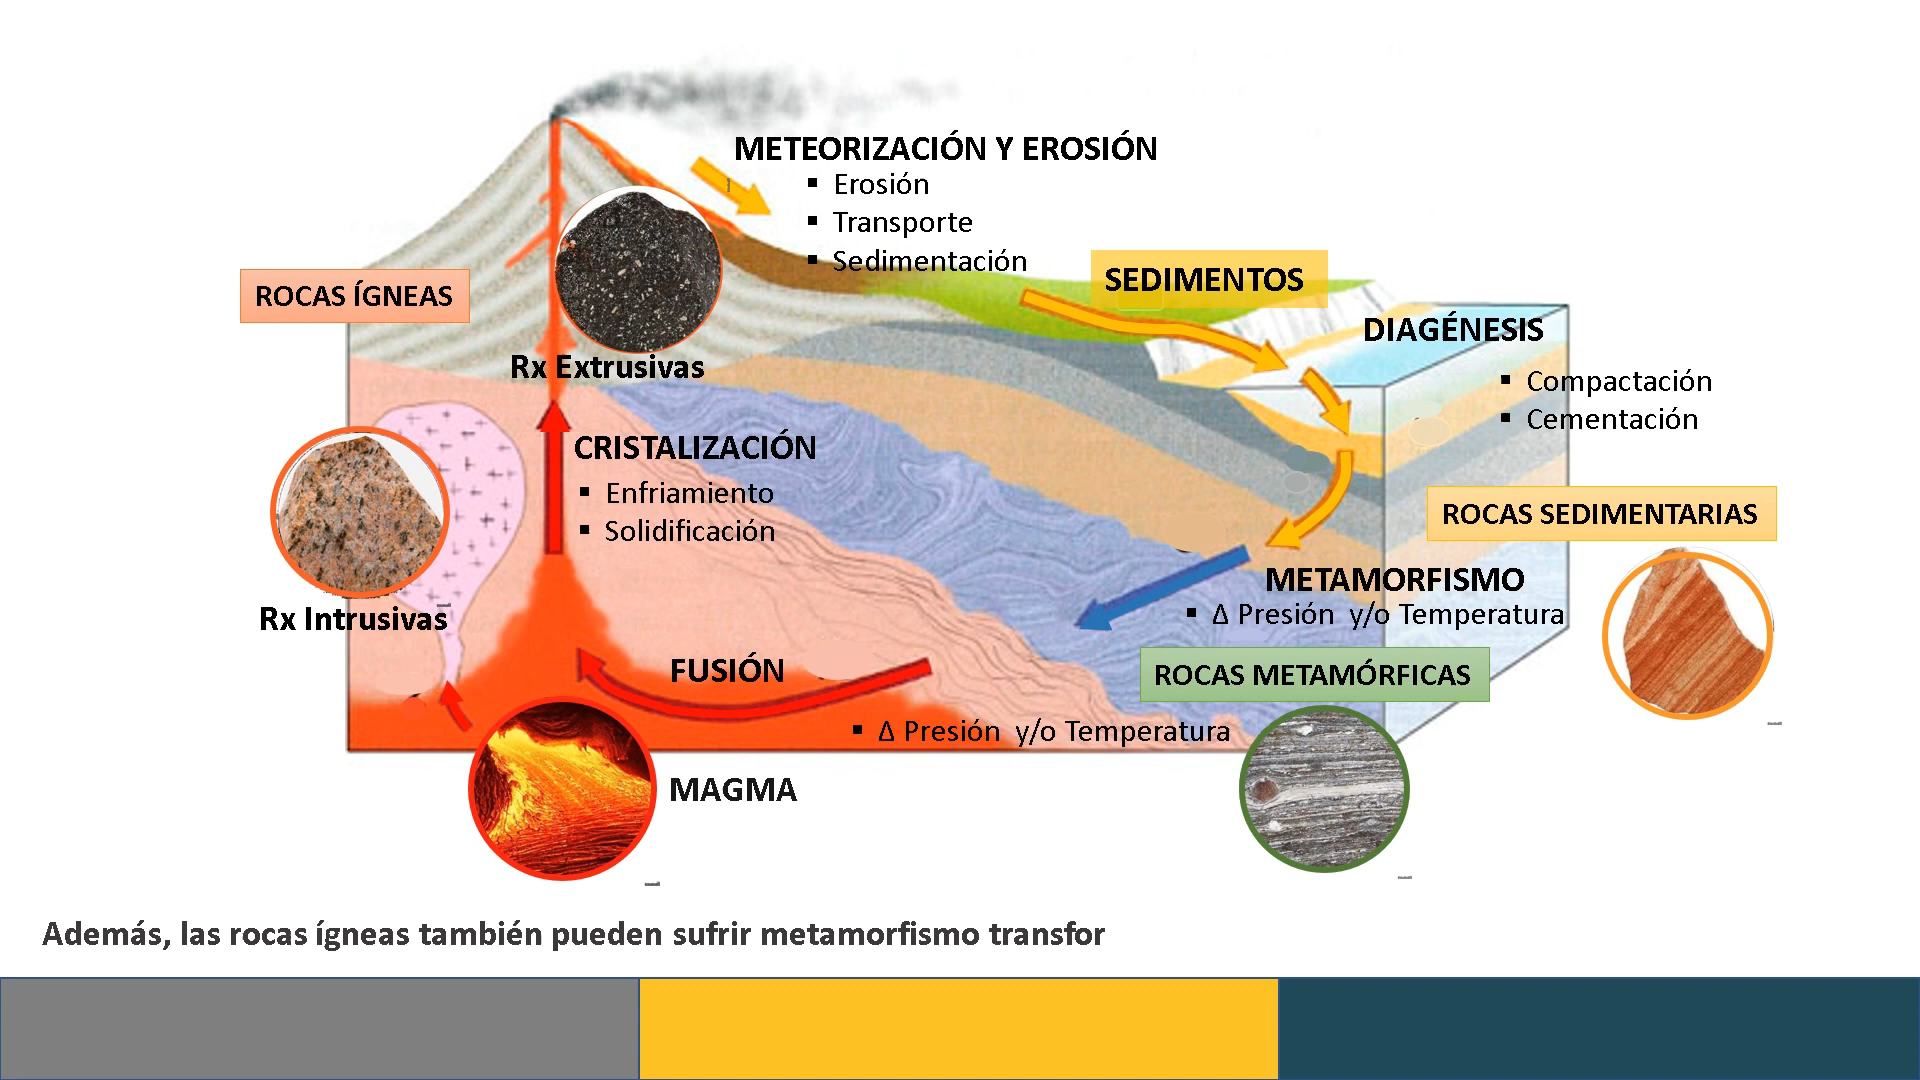 METEORIZACIÓN Y EROSIÓN
▪ Erosión
▪ Transporte
▪ Sedimentación
SEDIMENTOS
ROCAS ÍGNEAS
DIAGÉNESIS
▪ Compactación
▪ Cementación
Rx Extrusivas
CRISTALIZACIÓN
▪ Enfriamiento
▪ Solidificación
ROCAS SEDIMENTARIAS
METAMORFISMO
▪ Δ Presión y/o Temperatura
Rx Intrusivas
FUSIÓN
ROCAS METAMÓRFICAS
▪ Δ Presión y/o Temperatura
MAGMA
Además, las rocas ígneas también pueden sufrir metamorfismo transfor